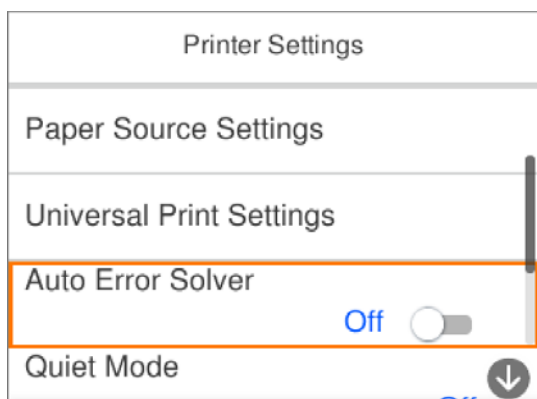 Printer Settings
Paper Source Settings
Universal Print Settings
Auto Error Solver
Off
Quiet Mode